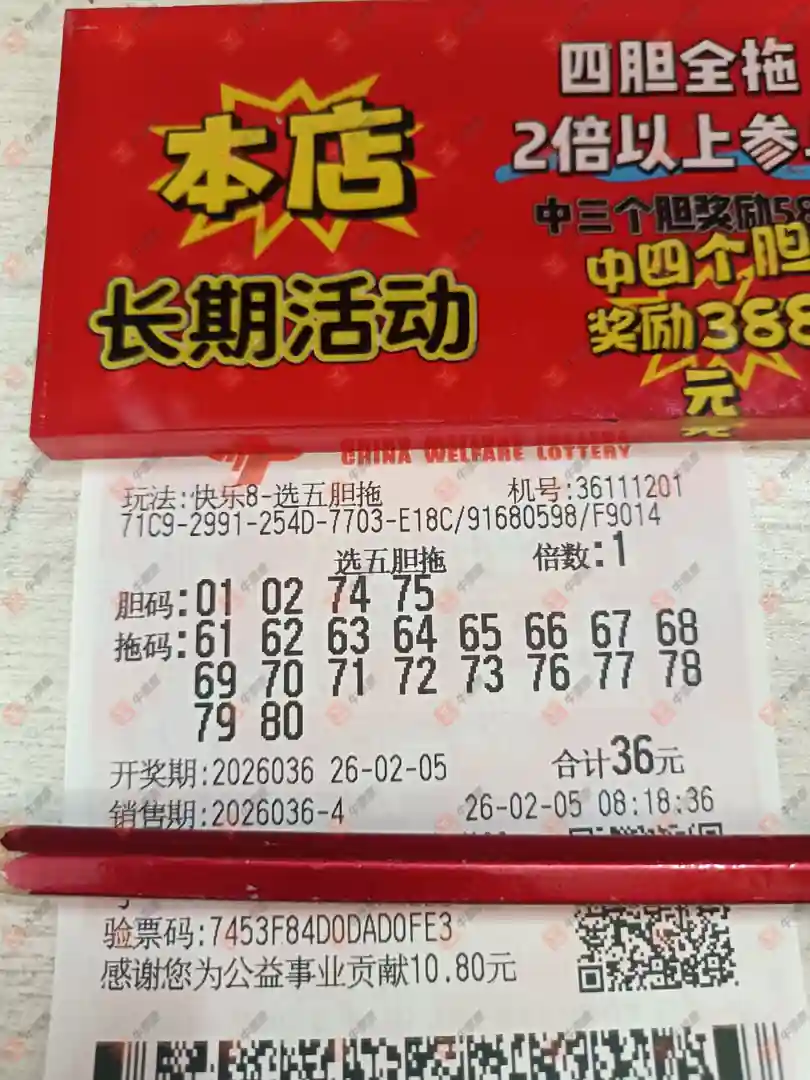 本店
长期活动
四胆全拖
2倍以上参
中三个胆奖励58
中四个胆
奖励388
元
CHINA WELFARE LOTTERY
玩法:快乐8-选五胆拖 机号:36111201
71C9-2991-254D-7703-E18C/91680598/F9014
选五胆拖 倍数:1
胆码:01 02 74 75
拖码:61 62 63 64 65 66 67 68
69 70 71 72 73 76 77 78
79 80
开奖期:2026036 26-02-05 合计36元
销售期:2026036-4 26-02-05 08:18:36
验票码:7453F84D0DAD0FE3
感谢您为公益事业贡献10.80元